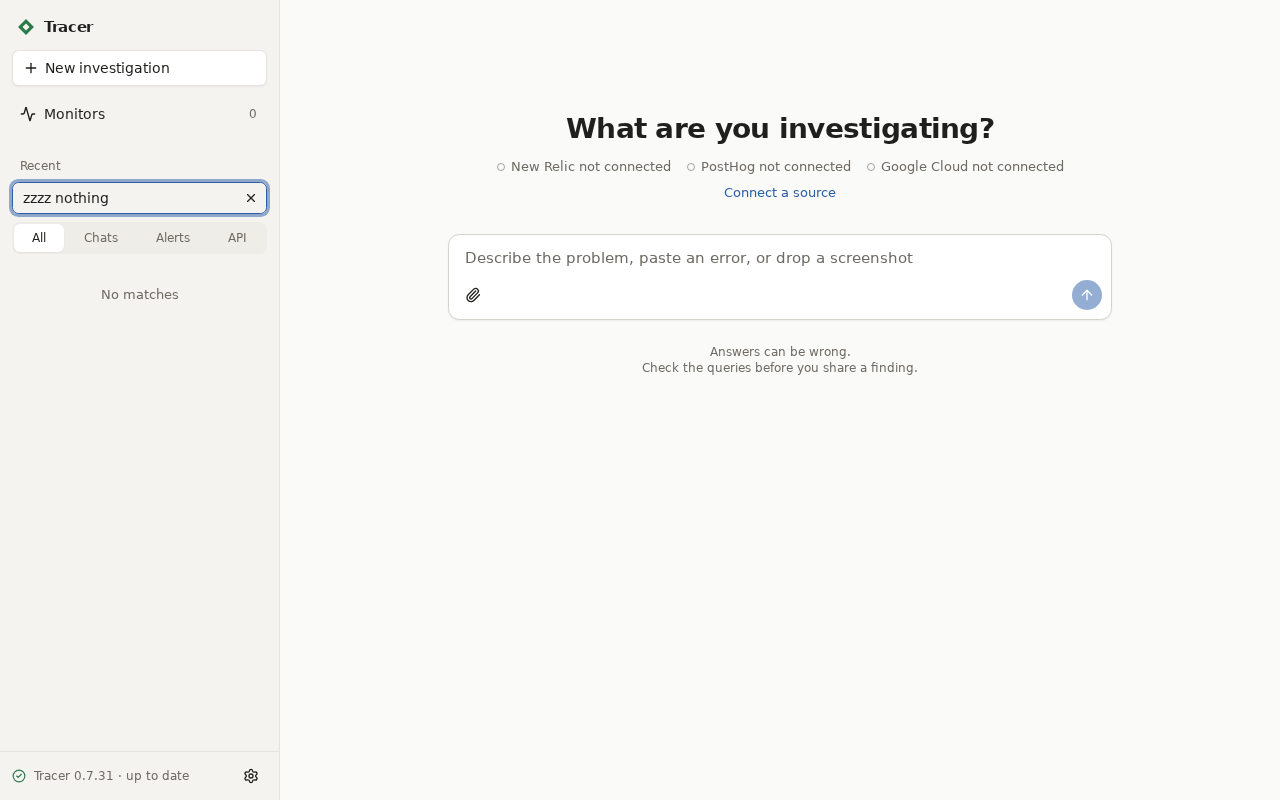 Tracer
New investigation
Monitors 0
Recent
zzzz nothing
All Chats Alerts API
No matches
Tracer 0.7.31 · up to date
What are you investigating?
New Relic not connected PostHog not connected Google Cloud not connected
Connect a source
Describe the problem, paste an error, or drop a screenshot
Answers can be wrong.
Check the queries before you share a finding.